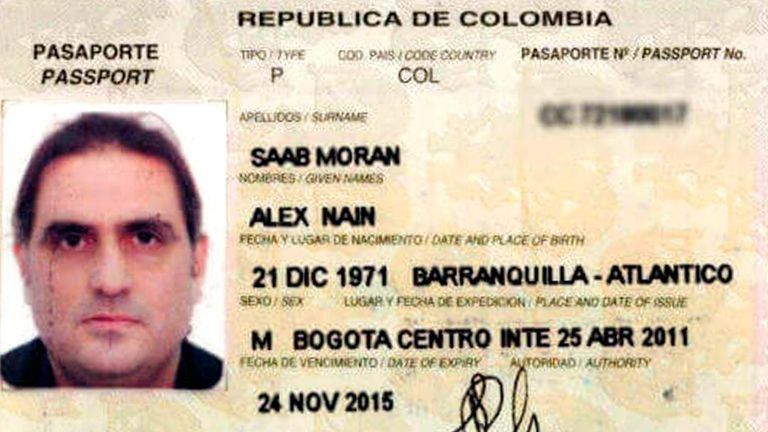 REPUBLICA DE COLOMBIA
PASAPORTE
PASSPORT
TIPO / TYPE COD. PAIS / CODE COUNTRY PASAPORTE Nº / PASSPORT No.
P COL
APELLIDOS / SURNAME
SAAB MORAN
NOMBRES / GIVEN NAMES
ALEX NAIN
FECHA Y LUGAR DE NACIMIENTO / DATE AND PLACE OF BIRTH
21 DIC 1971 BARRANQUILLA - ATLANTICO
SEXO / SEX LUGAR Y FECHA DE EXPEDICION / PLACE AND DATE OF ISSUE
M BOGOTA CENTRO INTE 25 ABR 2011
FECHA DE VENCIMIENTO / DATE OF EXPIRY AUTORIDAD / AUTHORITY
24 NOV 2015